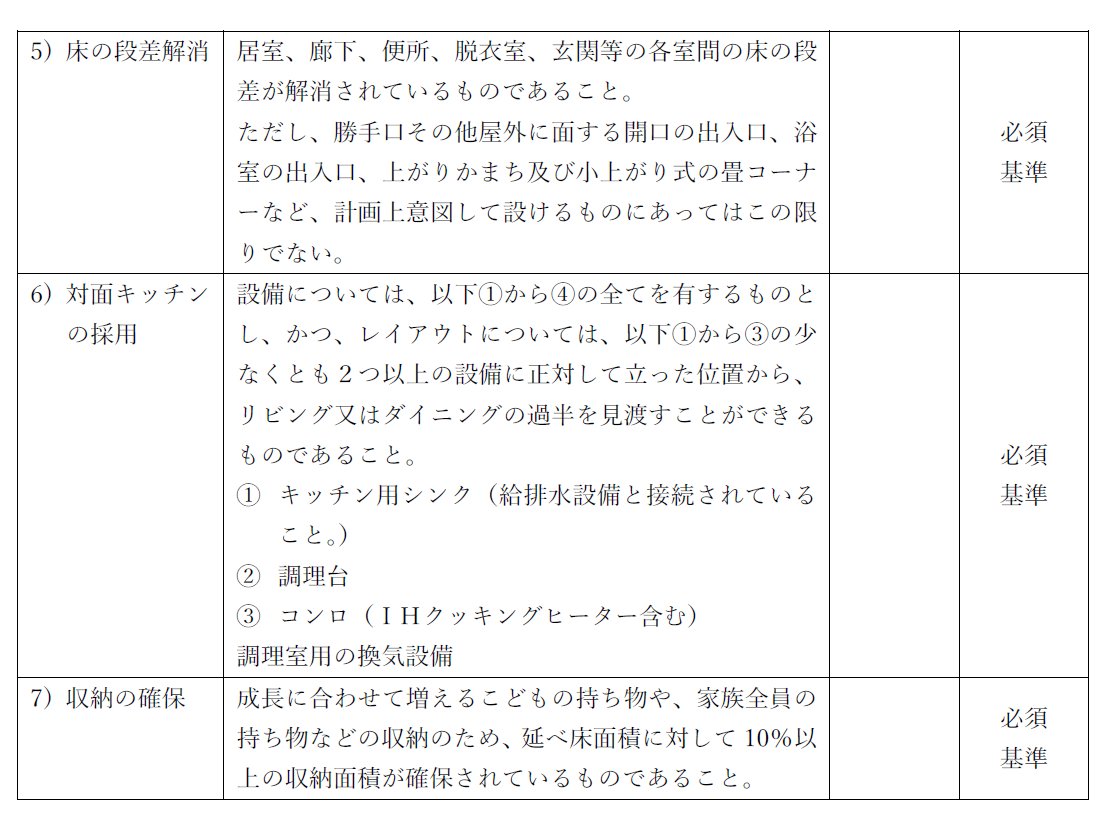 5）床の段差解消
居室、廊下、便所、脱衣室、玄関等の各室間の床の段
差が解消されているものであること。
ただし、勝手口その他屋外に面する開口の出入口、浴
室の出入口、上がりかまち及び小上がり式の畳コーナ
ーなど、計画上意図して設けるものにあってはこの限
りでない。
必須
基準
6）対面キッチン
の採用
設備については、以下①から④の全てを有するものと
し、かつ、レイアウトについては、以下①から③の少
なくとも２つ以上の設備に正対して立った位置から、
リビング又はダイニングの過半を見渡すことができる
ものであること。
① キッチン用シンク（給排水設備と接続されている
こと。）
② 調理台
③ コンロ（ＩＨクッキングヒーター含む）
調理室用の換気設備
必須
基準
7）収納の確保
成長に合わせて増えるこどもの持ち物や、家族全員の
持ち物などの収納のため、延べ床面積に対して 10％以
上の収納面積が確保されているものであること。
必須
基準